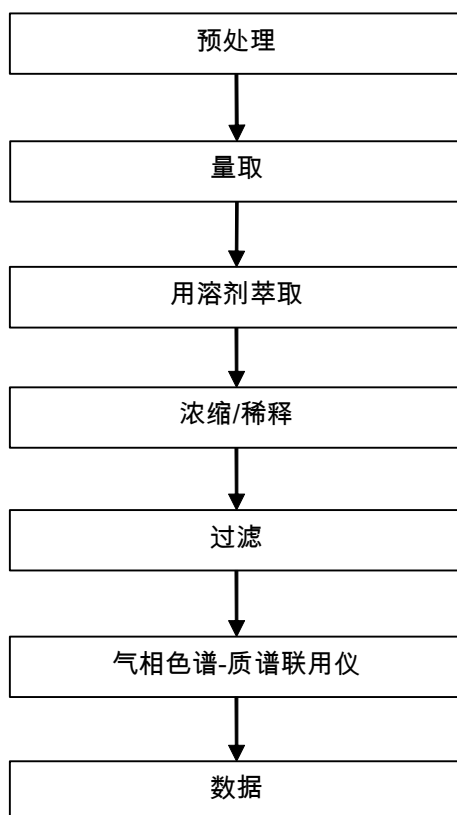 预处理
量取
用溶剂萃取
浓缩/稀释
过滤
气相色谱-质谱联用仪
数据